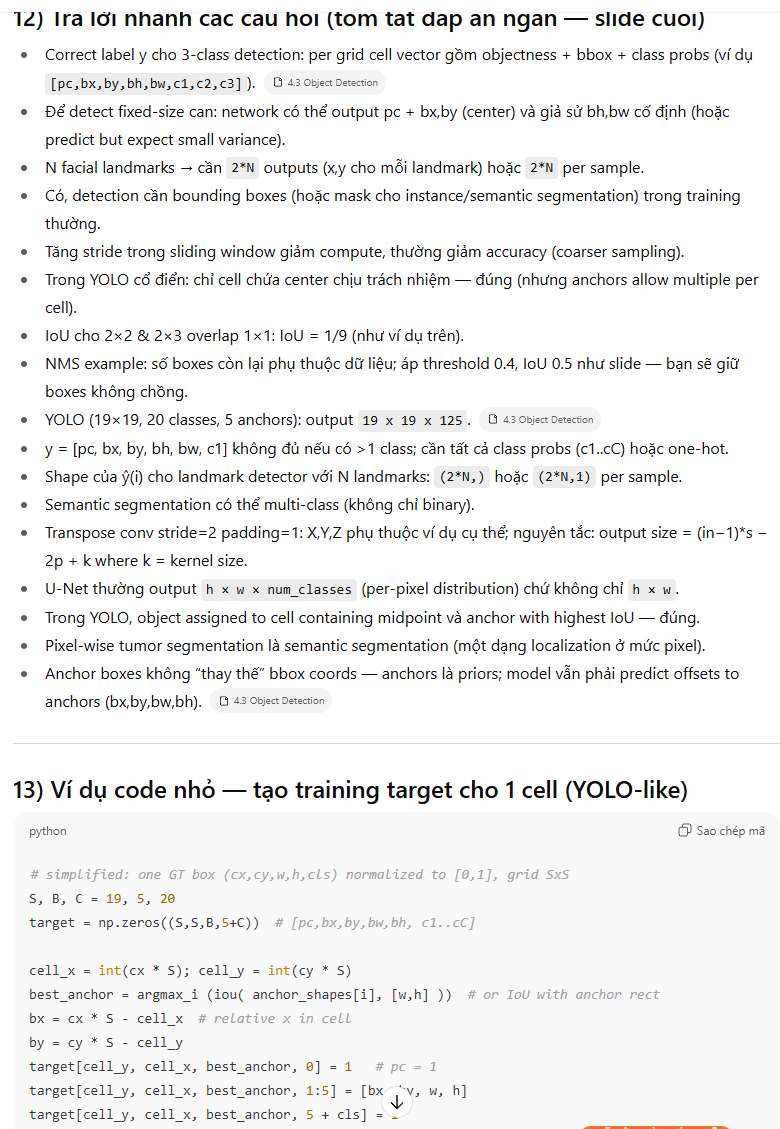 12) Trả lời nhanh các câu hỏi (tóm tắt đáp án ngắn — slide cuối)
• Correct label y cho 3-class detection: per grid cell vector gồm objectness + bbox + class probs (ví dụ
[pc,bx,by,bh,bw,c1,c2,c3] ). 4.3 Object Detection
• Để detect fixed-size can: network có thể output pc + bx,by (center) và giả sử bh,bw cố định (hoặc
predict but expect small variance).
• N facial landmarks → cần 2*N outputs (x,y cho mỗi landmark) hoặc 2*N per sample.
• Có, detection cần bounding boxes (hoặc mask cho instance/semantic segmentation) trong training
thường.
• Tăng stride trong sliding window giảm compute, thường giảm accuracy (coarser sampling).
• Trong YOLO cổ điển: chỉ cell chứa center chịu trách nhiệm — đúng (nhưng anchors allow multiple per
cell).
• IoU cho 2×2 & 2×3 overlap 1×1: IoU = 1/9 (như ví dụ trên).
• NMS example: số boxes còn lại phụ thuộc dữ liệu; áp threshold 0.4, IoU 0.5 như slide — bạn sẽ giữ
boxes không chồng.
• YOLO (19×19, 20 classes, 5 anchors): output 19 x 19 x 125 . 4.3 Object Detection
• y = [pc, bx, by, bh, bw, c1] không đủ nếu có >1 class; cần tất cả class probs (c1..cC) hoặc one-hot.
• Shape của ŷ(i) cho landmark detector với N landmarks: (2*N,) hoặc (2*N,1) per sample.
• Semantic segmentation có thể multi-class (không chỉ binary).
• Transpose conv stride=2 padding=1: X,Y,Z phụ thuộc ví dụ cụ thể; nguyên tắc: output size = (in−1)*s −
2p + k where k = kernel size.
• U-Net thường output h × w × num_classes (per-pixel distribution) chứ không chỉ h × w .
• Trong YOLO, object assigned to cell containing midpoint và anchor with highest IoU — đúng.
• Pixel-wise tumor segmentation là semantic segmentation (một dạng localization ở mức pixel).
• Anchor boxes không “thay thế” bbox coords — anchors là priors; model vẫn phải predict offsets to
anchors (bx,by,bw,bh). 4.3 Object Detection
13) Ví dụ code nhỏ — tạo training target cho 1 cell (YOLO-like)
python Sao chép mã
# simplified: one GT box (cx,cy,w,h,cls) normalized to [0,1], grid SxS
S, B, C = 19, 5, 20
target = np.zeros((S,S,B,5+C)) # [pc,bx,by,bw,bh, c1..cC]
cell_x = int(cx * S); cell_y = int(cy * S)
best_anchor = argmax_i (iou( anchor_shapes[i], [w,h] )) # or IoU with anchor rect
bx = cx * S - cell_x # relative x in cell
by = cy * S - cell_y
target[cell_y, cell_x, best_anchor, 0] = 1 # pc = 1
target[cell_y, cell_x, best_anchor, 1:5] = [bx, by, w, h]
target[cell_y, cell_x, best_anchor, 5 + cls] =